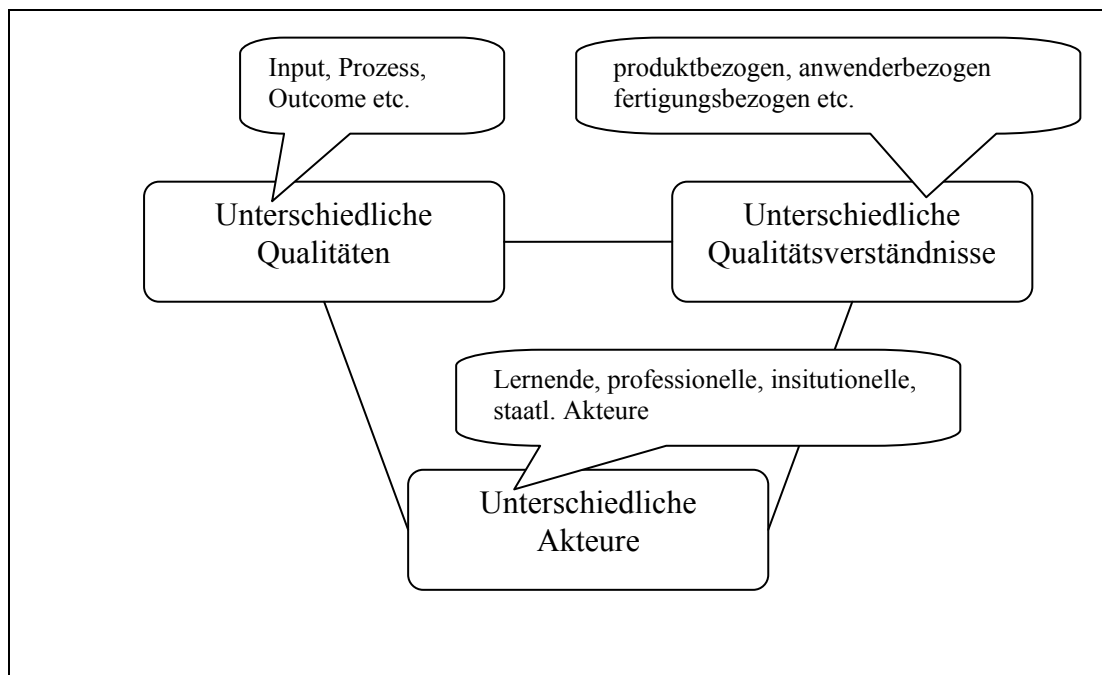 Input, Prozess,
Outcome etc.
produktbezogen, anwenderbezogen
fertigungsbezogen etc.
Unterschiedliche
Qualitäten
Unterschiedliche
Qualitätsverständnisse
Lernende, professionelle, insitutionelle,
staatl. Akteure
Unterschiedliche
Akteure